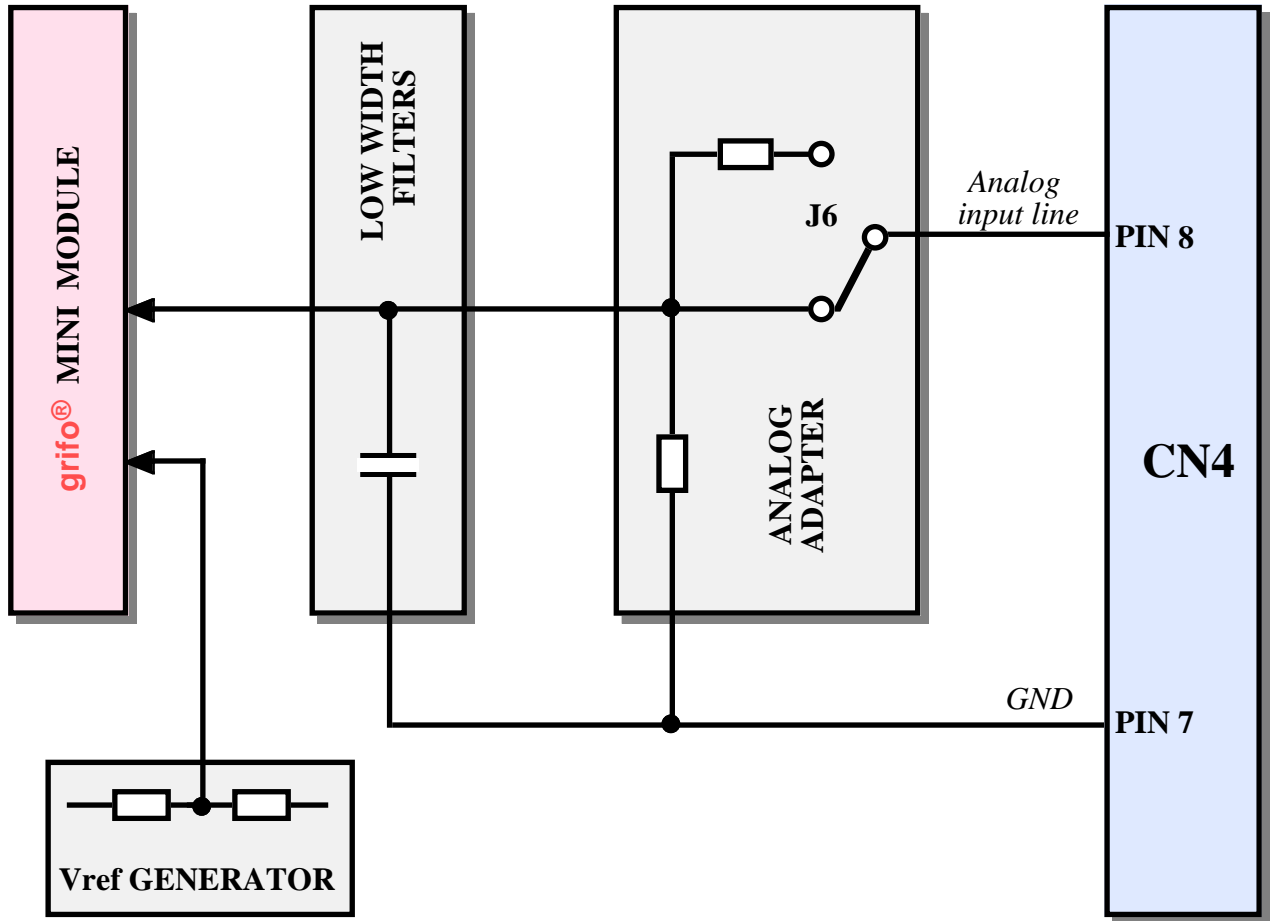 grifo® MINI MODULE
LOW WIDTH
FILTERS
J6
ANALOG
ADAPTER
Analog
input line
PIN 8
CN4
GND
PIN 7
Vref GENERATOR